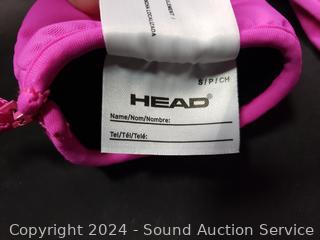 S/P/CH
HEAD
Name/Nom/Nombre:
Tel/Tél/Telé:
Copyright 2024 - Sound Auction Service